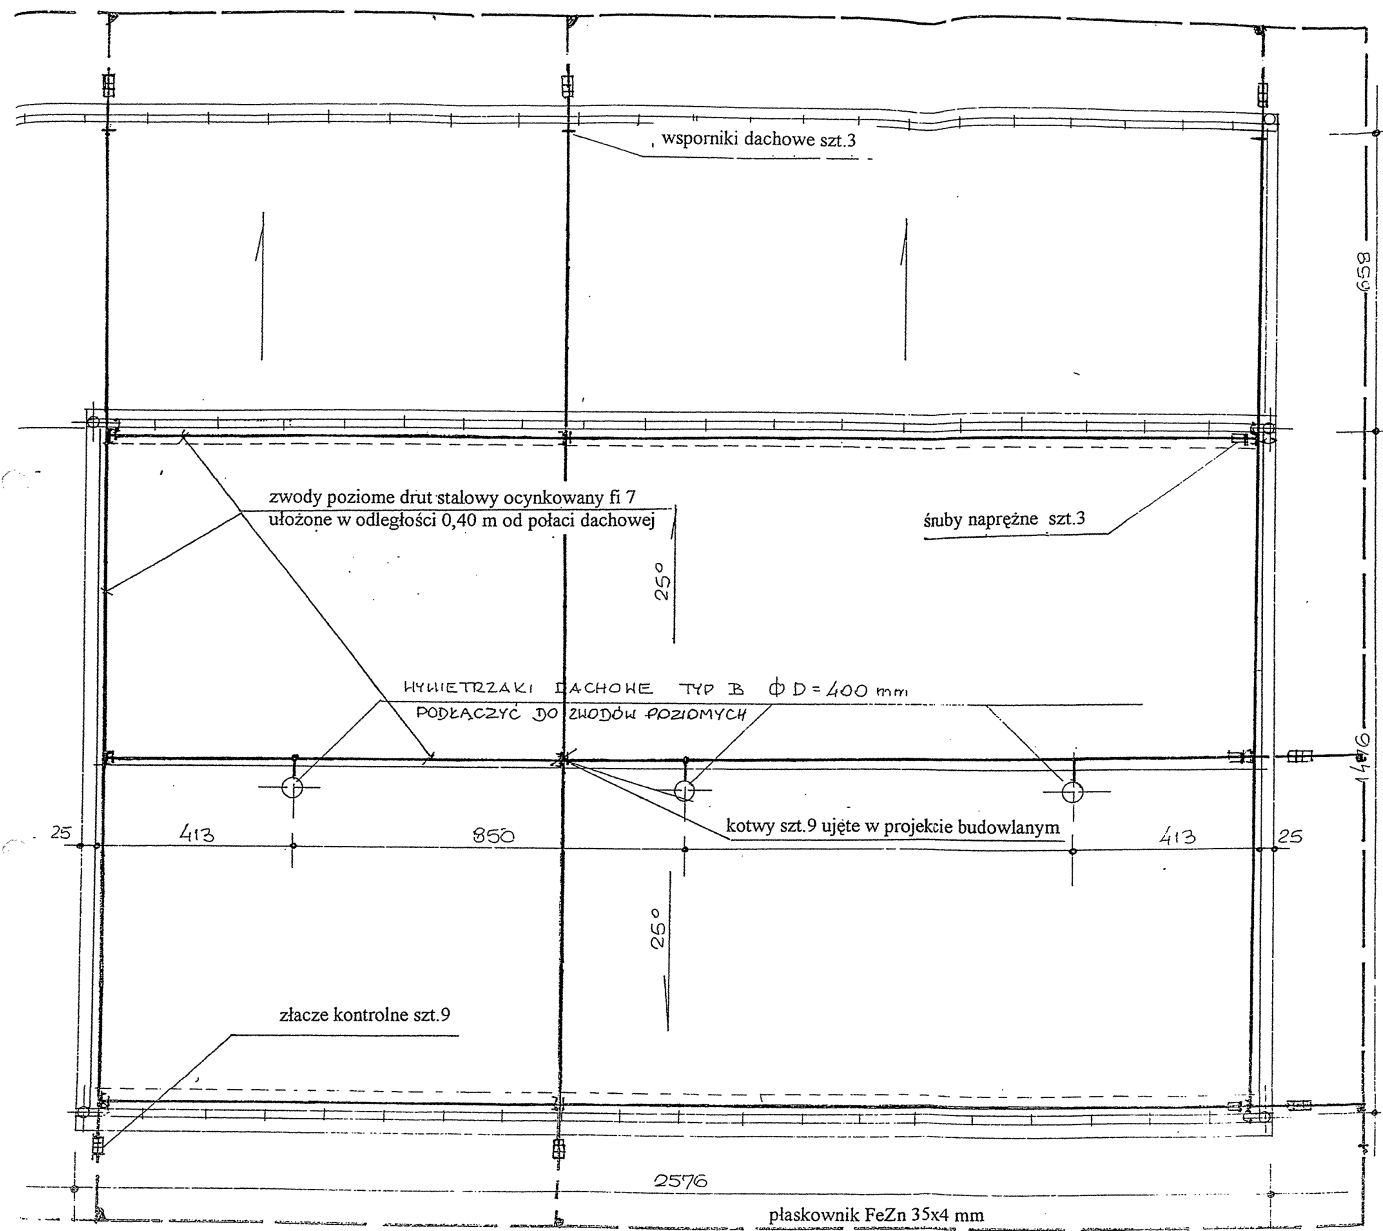 wsporniki dachowe szt.3
659
zwody poziome drut stalowy ocynkowany fi 7
ułożone w odległości 0,40 m od połaci dachowej
śruby naprężne szt.3
25°
WYWIETRZAKI DACHOWE TYP B ϕ D = 400 mm
PODŁĄCZYĆ DO ZWODÓW POZIOMYCH
1476
kotwy szt.9 ujęte w projekcie budowlanym
25 413 850 413 25
25°
złacze kontrolne szt.9
2576
płaskownik FeZn 35x4 mm